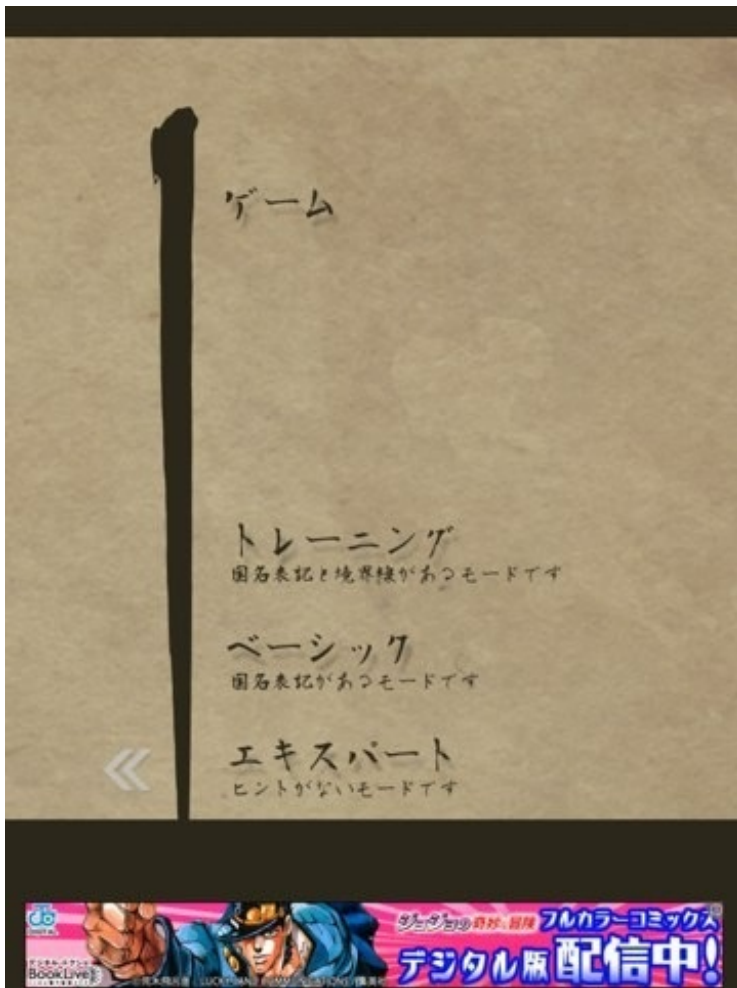 ゲーム
トレーニング
国名表記と境界線があるモードです
ベーシック
国名表記があるモードです
エキスパート
ヒントがないモードです
ジョジョの奇妙な冒険 フルカラーコミックス
デジタル版 配信中!
DIGITAL
BookLive